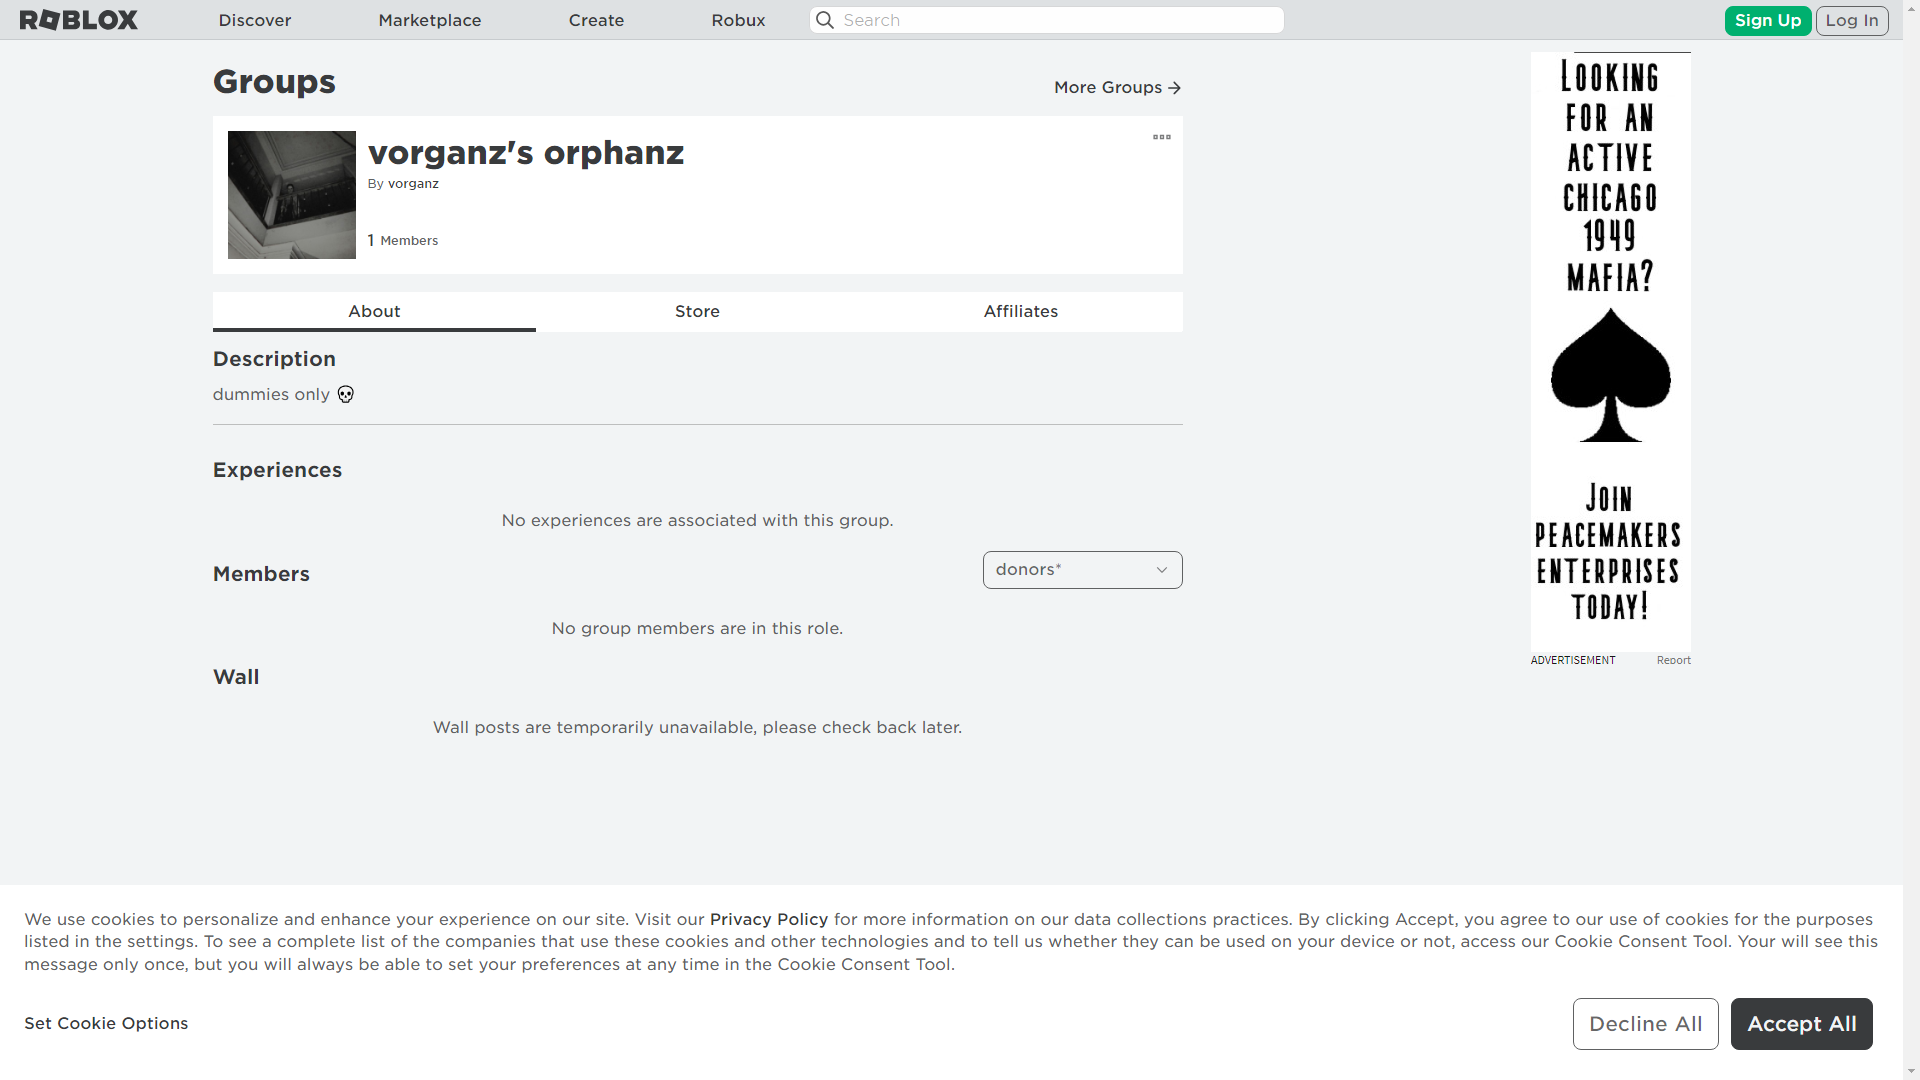 ROBLOX
Discover
Marketplace
Create
Robux
Search
Sign Up
Log In
Groups
More Groups
vorganz's orphanz
By vorganz
1 Members
About
Store
Affiliates
Description
dummies only 💀
Experiences
No experiences are associated with this group.
Members
donors*
No group members are in this role.
Wall
Wall posts are temporarily unavailable, please check back later.
LOOKING
FOR AN
ACTIVE
CHICAGO
1949
MAFIA?
JOIN
PEACEMAKERS
ENTERPRISES
TODAY!
ADVERTISEMENT
Report
We use cookies to personalize and enhance your experience on our site. Visit our Privacy Policy for more information on our data collections practices. By clicking Accept, you agree to our use of cookies for the purposes
listed in the settings. To see a complete list of the companies that use these cookies and other technologies and to tell us whether they can be used on your device or not, access our Cookie Consent Tool. Your will see this
message only once, but you will always be able to set your preferences at any time in the Cookie Consent Tool.
Set Cookie Options
Decline All
Accept All